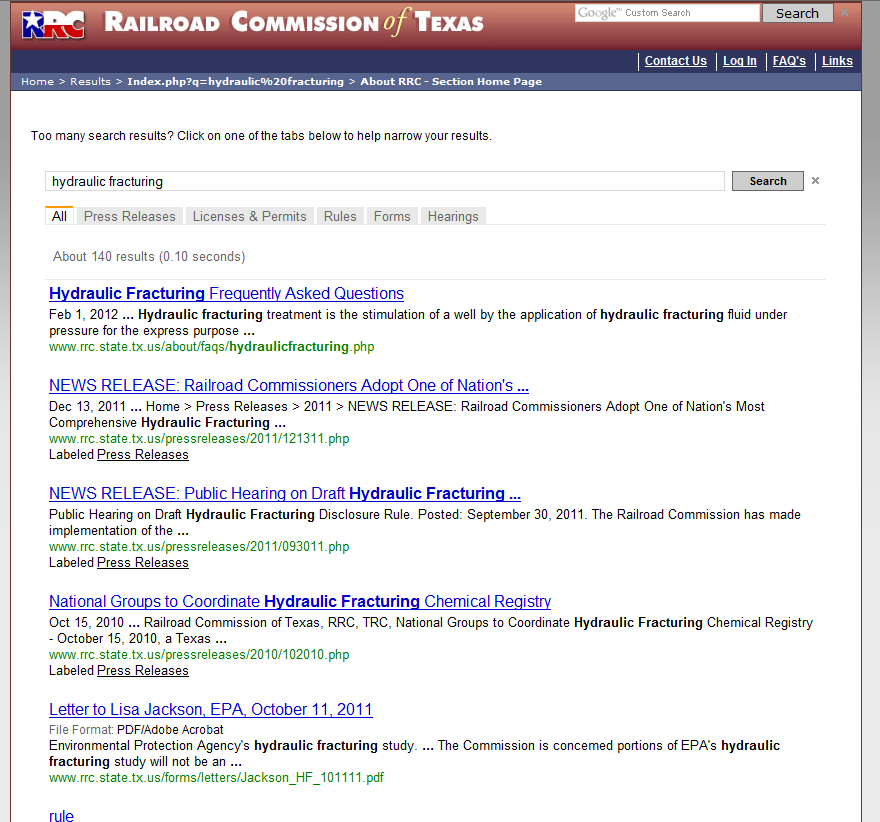 RRC RAILROAD COMMISSION of TEXAS
Google™ Custom Search Search ×
Contact Us Log In FAQ's Links
Home > Results > Index.php?q=hydraulic%20fracturing > About RRC - Section Home Page
Too many search results? Click on one of the tabs below to help narrow your results.
hydraulic fracturing Search ×
All Press Releases Licenses & Permits Rules Forms Hearings
About 140 results (0.10 seconds)
Hydraulic Fracturing Frequently Asked Questions
Feb 1, 2012 ... Hydraulic fracturing treatment is the stimulation of a well by the application of hydraulic fracturing fluid under
pressure for the express purpose ...
www.rrc.state.tx.us/about/faqs/hydraulicfracturing.php
NEWS RELEASE: Railroad Commissioners Adopt One of Nation's ...
Dec 13, 2011 ... Home > Press Releases > 2011 > NEWS RELEASE: Railroad Commissioners Adopt One of Nation's Most
Comprehensive Hydraulic Fracturing ...
www.rrc.state.tx.us/pressreleases/2011/121311.php
Labeled Press Releases
NEWS RELEASE: Public Hearing on Draft Hydraulic Fracturing ...
Public Hearing on Draft Hydraulic Fracturing Disclosure Rule. Posted: September 30, 2011. The Railroad Commission has made
implementation of the ...
www.rrc.state.tx.us/pressreleases/2011/093011.php
Labeled Press Releases
National Groups to Coordinate Hydraulic Fracturing Chemical Registry
Oct 15, 2010 ... Railroad Commission of Texas, RRC, TRC, National Groups to Coordinate Hydraulic Fracturing Chemical Registry
- October 15, 2010, a Texas ...
www.rrc.state.tx.us/pressreleases/2010/102010.php
Labeled Press Releases
Letter to Lisa Jackson, EPA, October 11, 2011
File Format: PDF/Adobe Acrobat
Environmental Protection Agency's hydraulic fracturing study. ... The Commission is concerned portions of EPA's hydraulic
fracturing study will not be an ...
www.rrc.state.tx.us/forms/letters/Jackson_HF_101111.pdf
rule